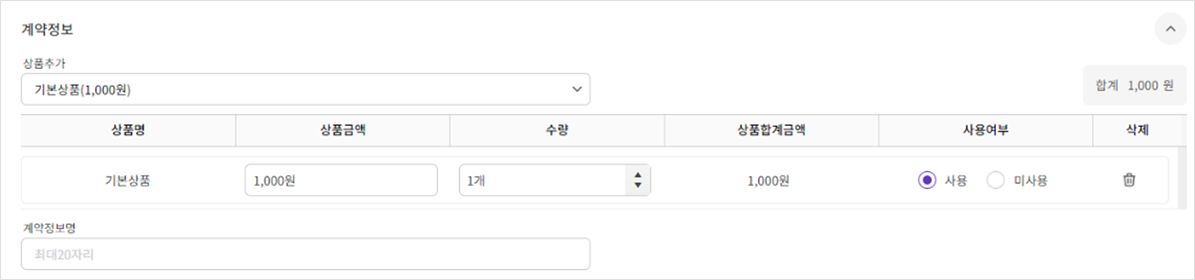 계약정보
상품추가
기본상품(1,000원)
합계 1,000 원
상품명 상품금액 수량 상품합계금액 사용여부 삭제
기본상품 1,000원 1개 1,000원 사용 미사용
계약정보명
최대20자리